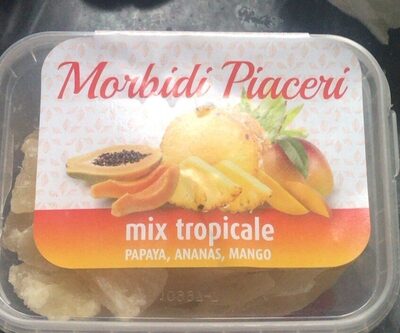 Morbidi Piaceri
mix tropicale
PAPAYA, ANANAS, MANGO